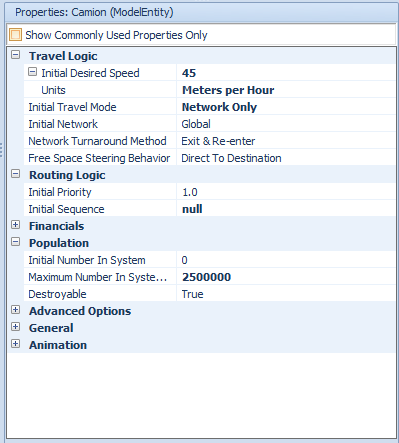 Properties: Camion (ModelEntity)
Show Commonly Used Properties Only
Travel Logic
Initial Desired Speed 45
Units Meters per Hour
Initial Travel Mode Network Only
Initial Network Global
Network Turnaround Method Exit & Re-enter
Free Space Steering Behavior Direct To Destination
Routing Logic
Initial Priority 1.0
Initial Sequence null
Financials
Population
Initial Number In System 0
Maximum Number In Syste... 2500000
Destroyable True
Advanced Options
General
Animation